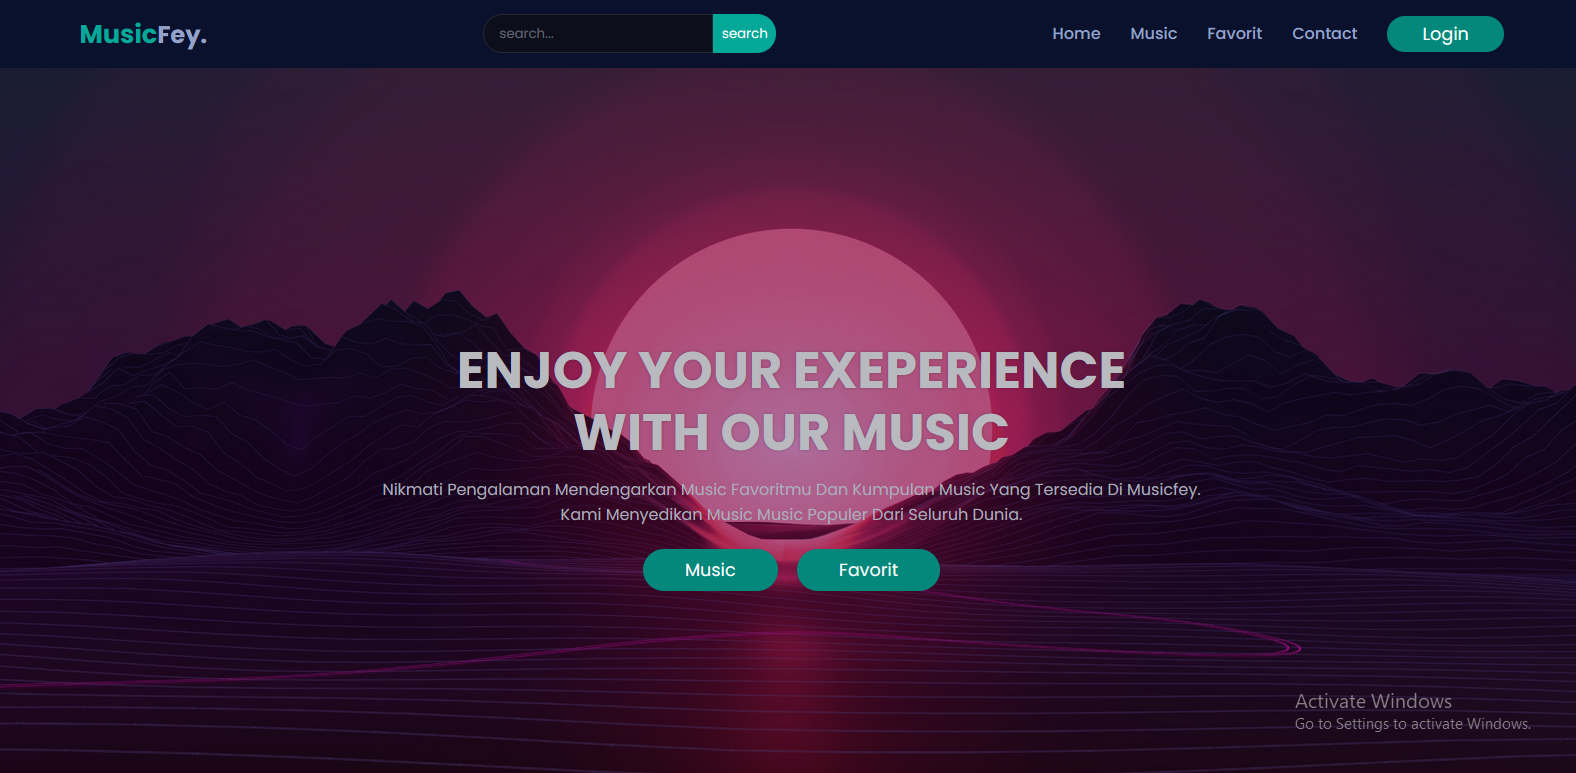 MusicFey.
search...
search
Home
Music
Favorit
Contact
Login
ENJOY YOUR EXEPERIENCE
WITH OUR MUSIC
Nikmati Pengalaman Mendengarkan Music Favoritmu Dan Kumpulan Music Yang Tersedia Di Musicfey.
Kami Menyedikan Music Music Populer Dari Seluruh Dunia.
Music
Favorit
Activate Windows
Go to Settings to activate Windows.